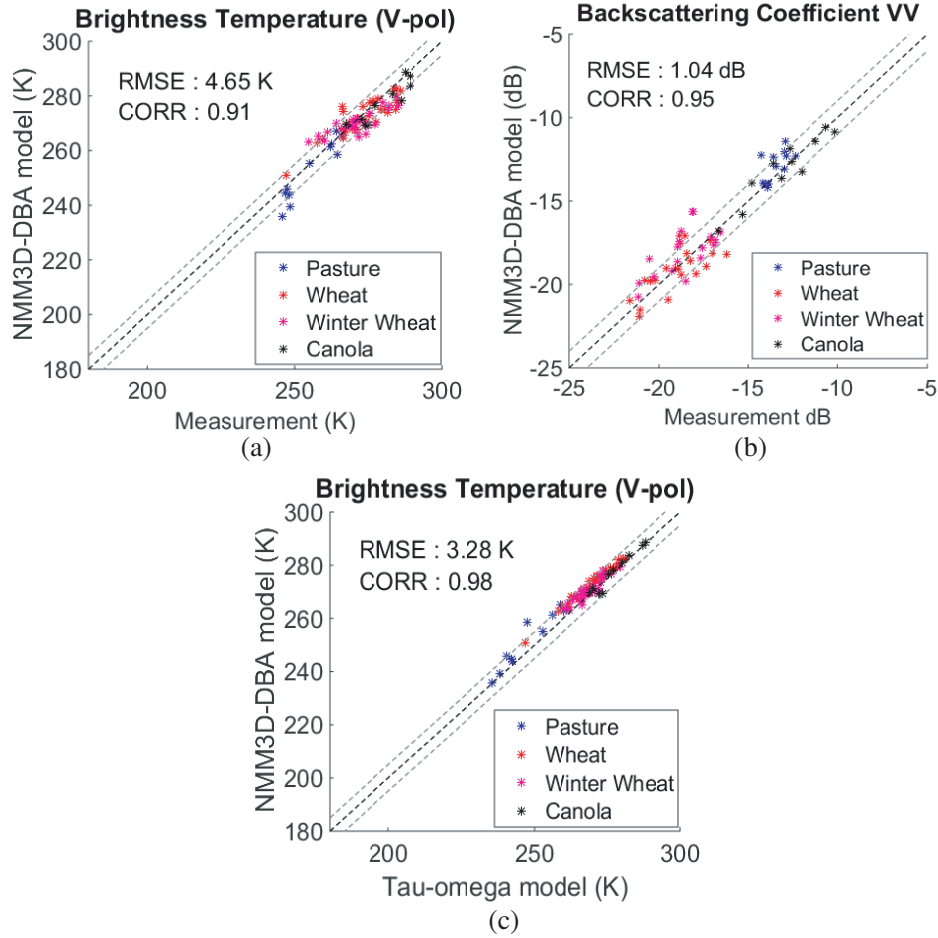 Brightness Temperature (V-pol)
NMM3D-DBA model (K)
300
280
260
240
220
200
180
RMSE : 4.65 K
CORR : 0.91
Pasture
Wheat
Winter Wheat
Canola
200
250
300
Measurement (K)
(a)
Backscattering Coefficient VV
NMM3D-DBA model (dB)
-5
-10
-15
-20
-25
RMSE : 1.04 dB
CORR : 0.95
Pasture
Wheat
Winter Wheat
Canola
-25
-20
-15
-10
-5
Measurement dB
(b)
Brightness Temperature (V-pol)
NMM3D-DBA model (K)
300
280
260
240
220
200
180
RMSE : 3.28 K
CORR : 0.98
Pasture
Wheat
Winter Wheat
Canola
200
250
300
Tau-omega model (K)
(c)